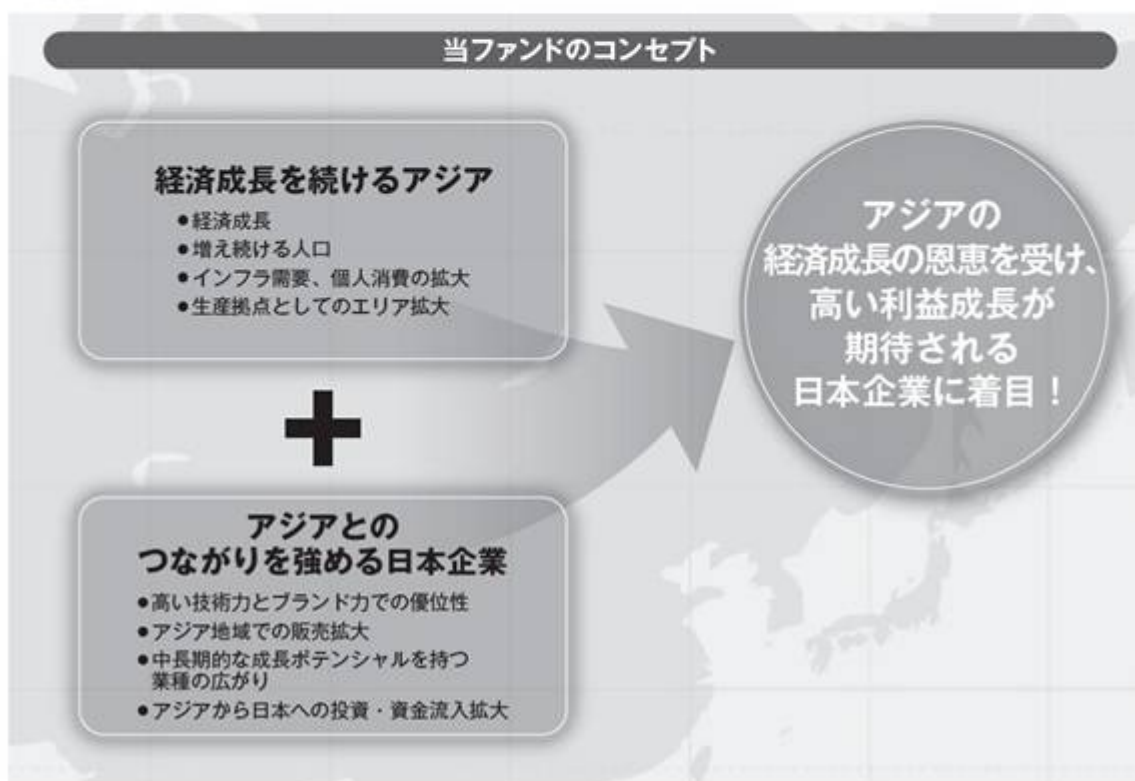 当ファンドのコンセプト
経済成長を続けるアジア
●経済成長
●増え続ける人口
●インフラ需要、個人消費の拡大
●生産拠点としてのエリア拡大
+
アジアとの
つながりを強める日本企業
●高い技術力とブランド力での優位性
●アジア地域での販売拡大
●中長期的な成長ポテンシャルを持つ
業種の広がり
●アジアから日本への投資・資金流入拡大
アジアの
経済成長の恩恵を受け、
高い利益成長が
期待される
日本企業に着目！